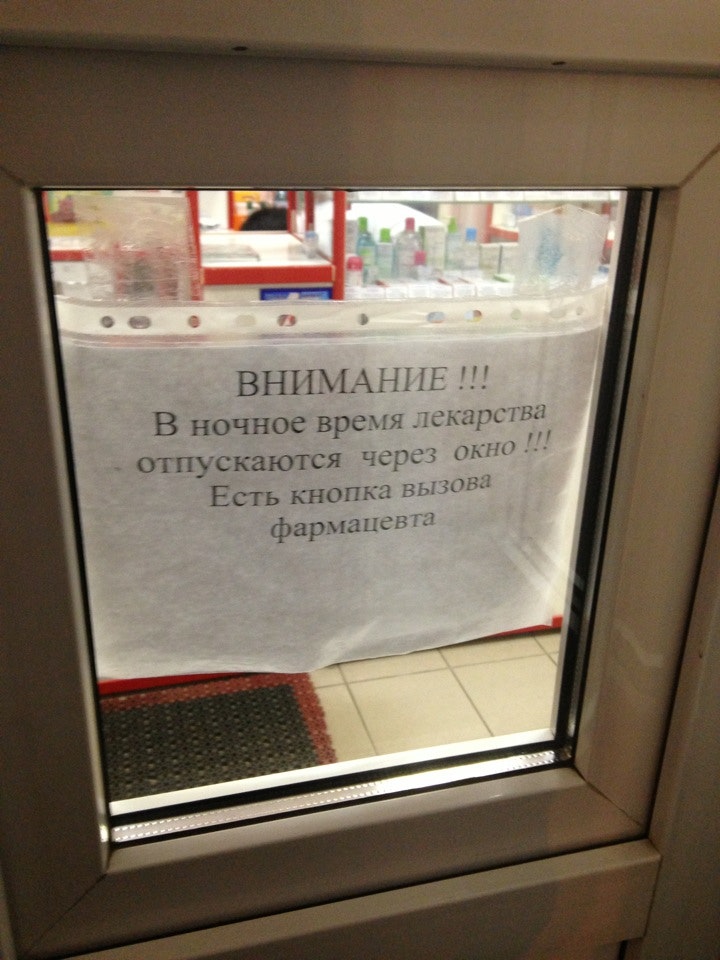 ВНИМАНИЕ !!!
В ночное время лекарства
отпускаются через окно !!!
Есть кнопка вызова
фармацевта